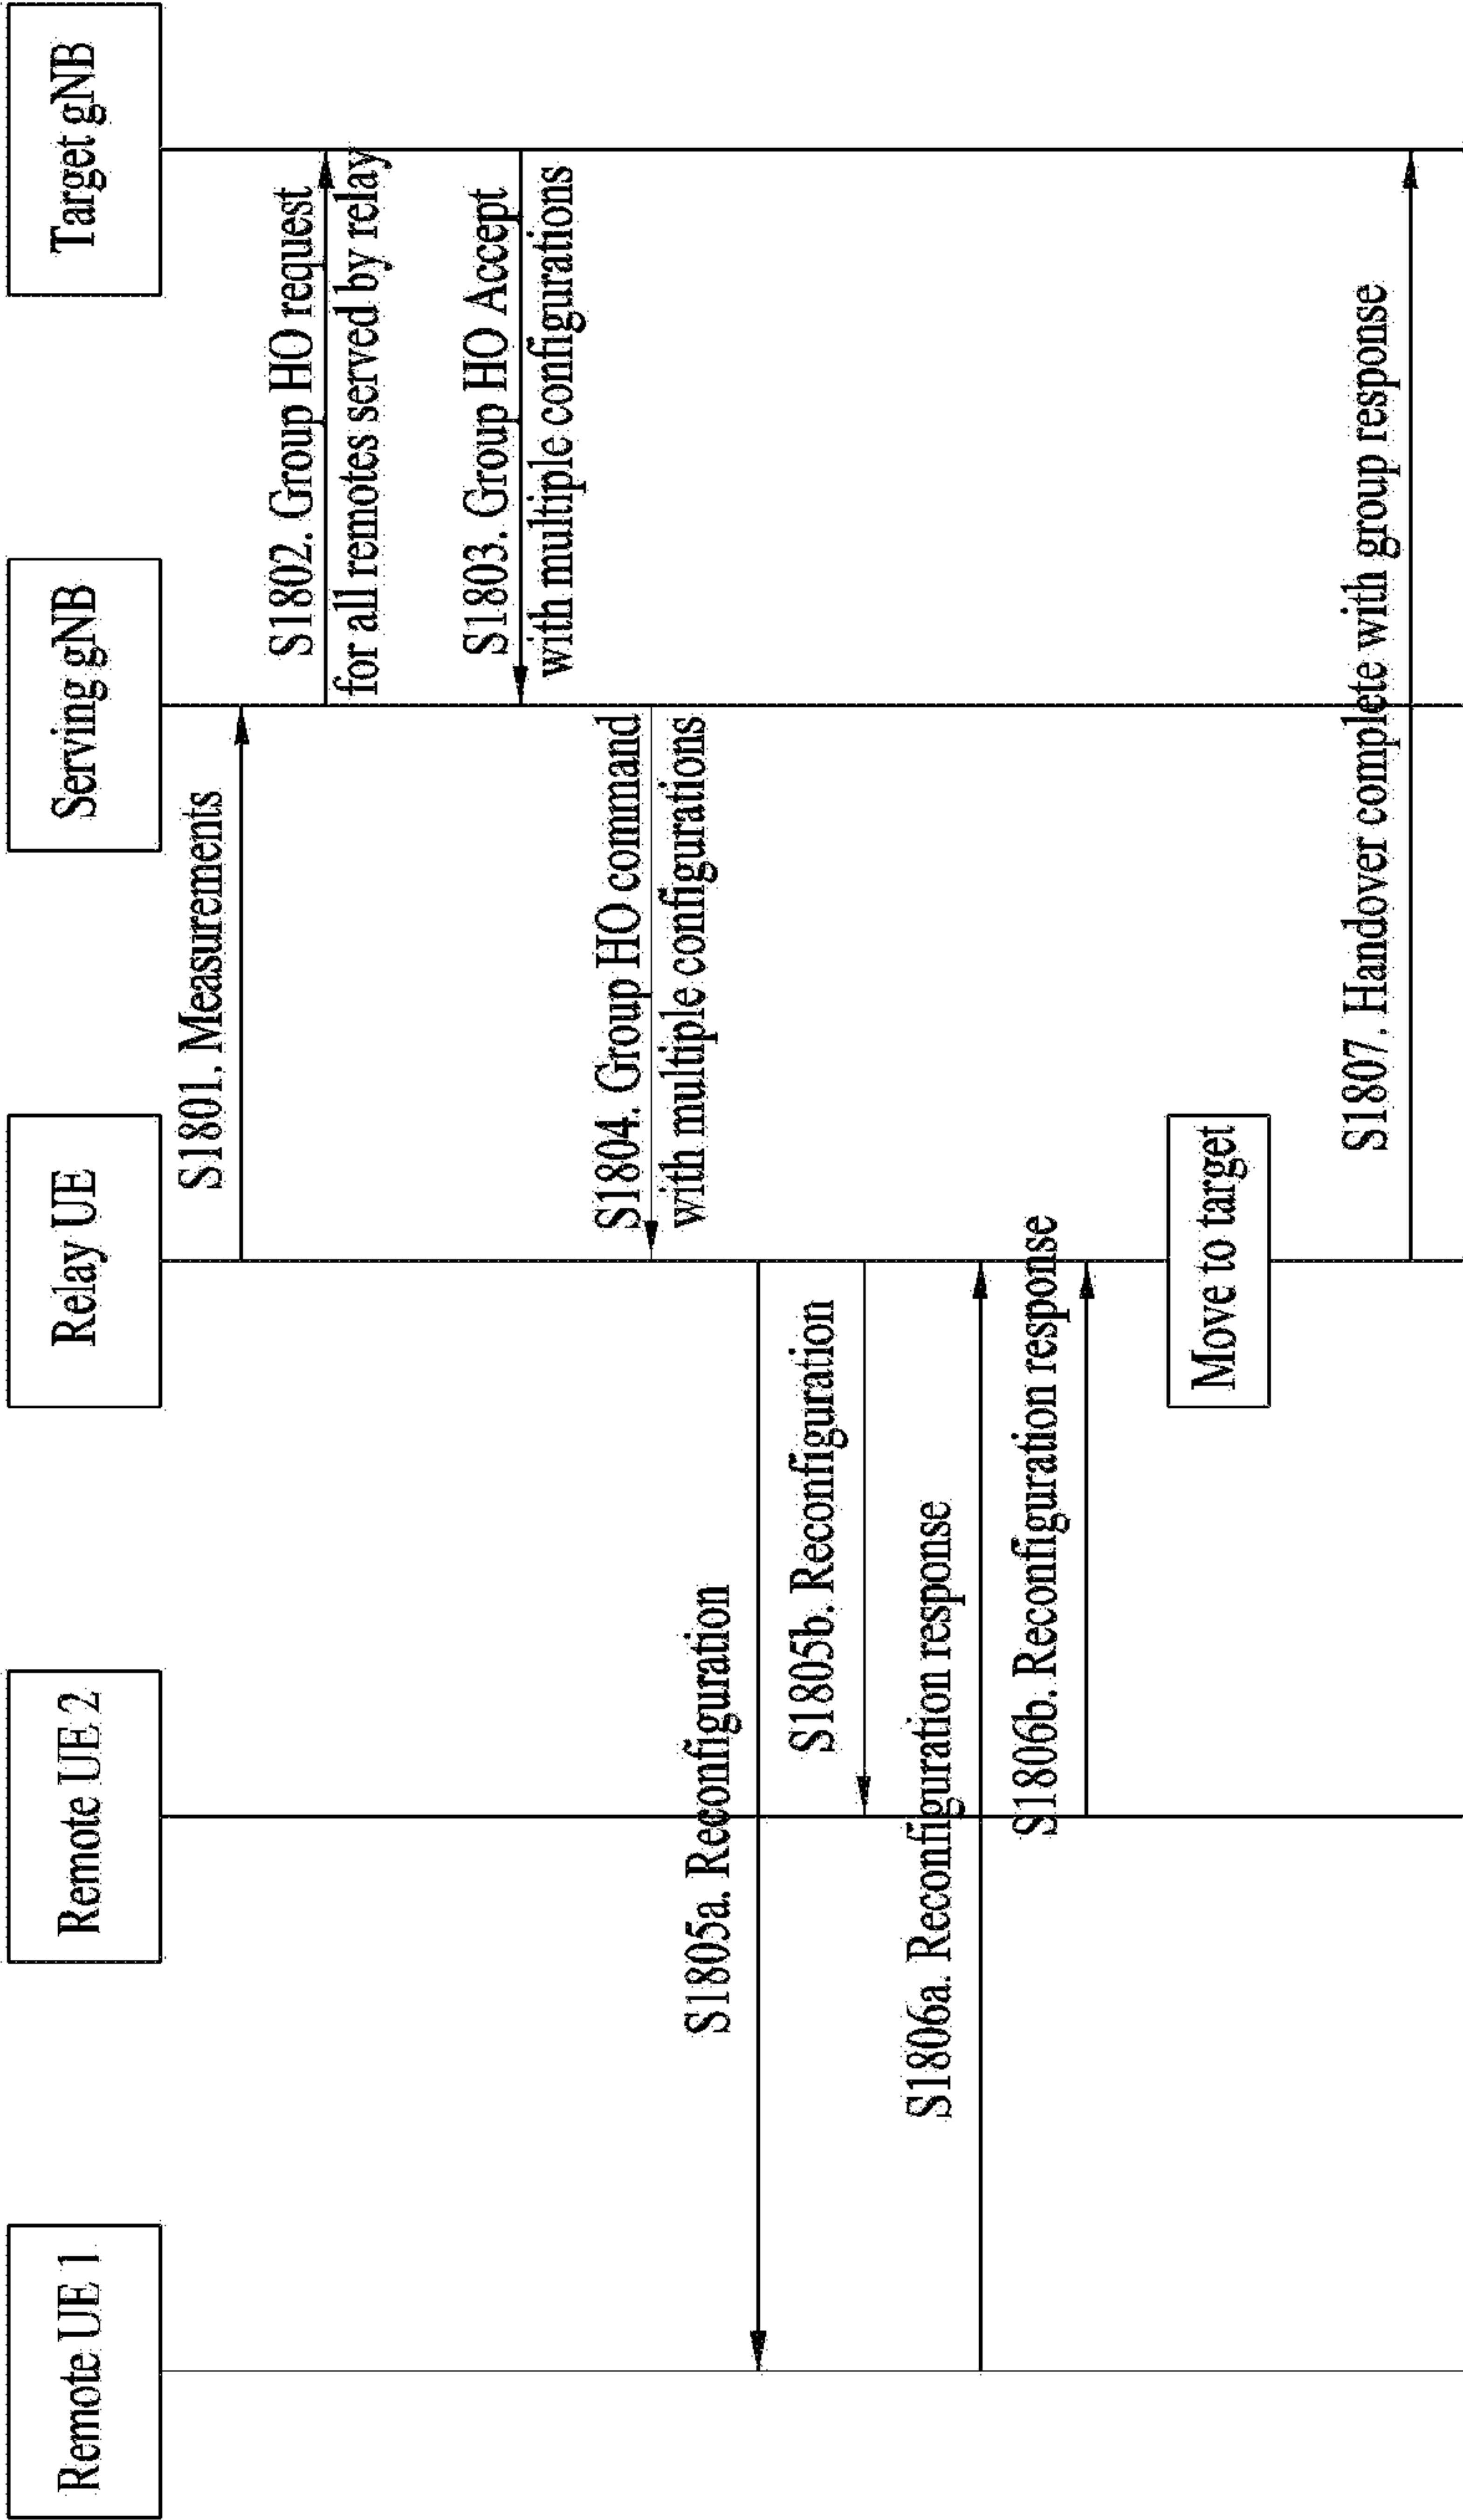 Remote UE 1
Remote UE 2
Relay UE
Serving gNB
Target gNB
S1801. Measurements
S1802. Group HO request
for all remotes served by relay
S1803. Group HO Accept
with multiple configurations
S1804. Group HO command
with multiple configurations
S1805a. Reconfiguration
S1805b. Reconfiguration
S1806a. Reconfiguration response
S1806b. Reconfiguration response
Move to target
S1807. Handover complete with group response